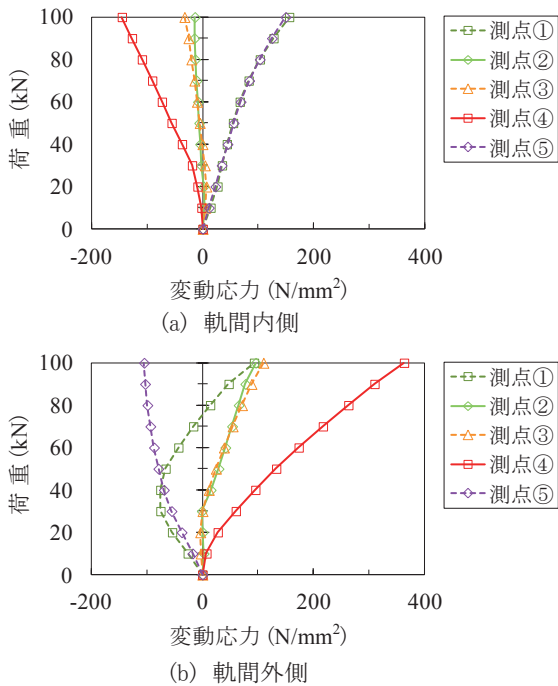 100
80
60
40
20
0
荷 重 (kN)
-200
0
200
400
変動応力 (N/mm²)
測点①
測点②
測点③
測点④
測点⑤
(a) 軌間内側
100
80
60
40
20
0
荷 重 (kN)
-200
0
200
400
変動応力 (N/mm²)
測点①
測点②
測点③
測点④
測点⑤
(b) 軌間外側